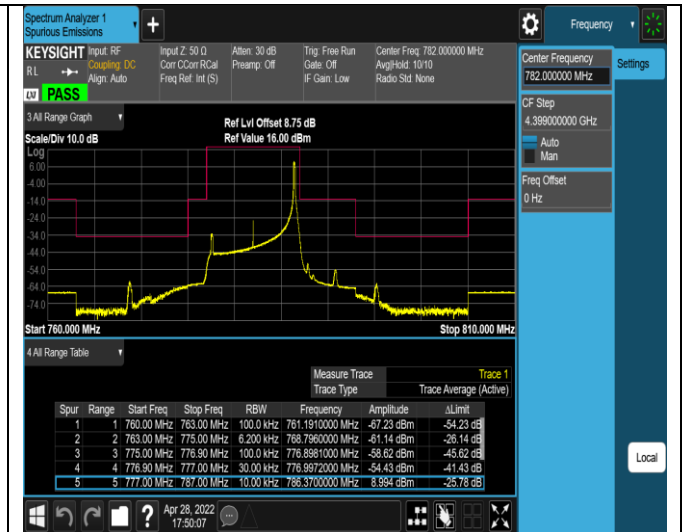 Spectrum Analyzer 1
Spurious Emissions
Frequency
KEYSIGHT
RL
LXI PASS
Input: RF
Coupling: DC
Align: Auto
Input Z: 50 Ω
Corr CCorr RCal
Freq Ref: Int (S)
Atten: 30 dB
Preamp: Off
Trig: Free Run
Gate: Off
IF Gain: Low
Center Freq: 782.000000 MHz
Avg|Hold: 10/10
Radio Std: None
Center Frequency
782.000000 MHz
Settings
CF Step
4.399000000 GHz
Auto
Man
Freq Offset
0 Hz
3 All Range Graph
Scale/Div 10.0 dB
Ref Lvl Offset 8.75 dB
Ref Value 16.00 dBm
Log
6.00
-4.00
-14.0
-24.0
-34.0
-44.0
-54.0
-64.0
-74.0
Start 760.000 MHz Stop 810.000 MHz
4 All Range Table
Measure Trace Trace 1
Trace Type Trace Average (Active)
Spur Range Start Freq Stop Freq RBW Frequency Amplitude ΔLimit
1 1 760.00 MHz 763.00 MHz 100.0 kHz 761.1910000 MHz -67.23 dBm -54.23 dB
2 2 763.00 MHz 775.00 MHz 6.200 kHz 768.7960000 MHz -61.14 dBm -26.14 dB
3 3 775.00 MHz 776.90 MHz 100.0 kHz 776.8981000 MHz -58.62 dBm -45.62 dB
4 4 776.90 MHz 777.00 MHz 30.00 kHz 776.9972000 MHz -54.43 dBm -41.43 dB
5 5 777.00 MHz 787.00 MHz 10.00 kHz 786.3700000 MHz 8.994 dBm -25.78 dB
Local
Apr 28, 2022
17:50:07